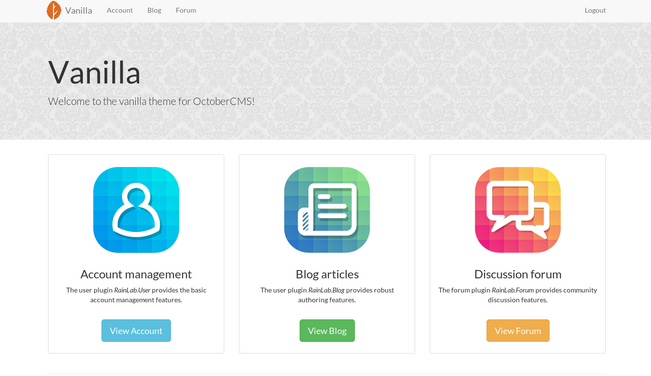 Vanilla Account Blog Forum Logout
Vanilla
Welcome to the vanilla theme for OctoberCMS!
Account management
The user plugin RainLab.User provides the basic
account management features.
View Account
Blog articles
The user plugin RainLab.Blog provides robust
authoring features.
View Blog
Discussion forum
The forum plugin RainLab.Forum provides community
discussion features.
View Forum